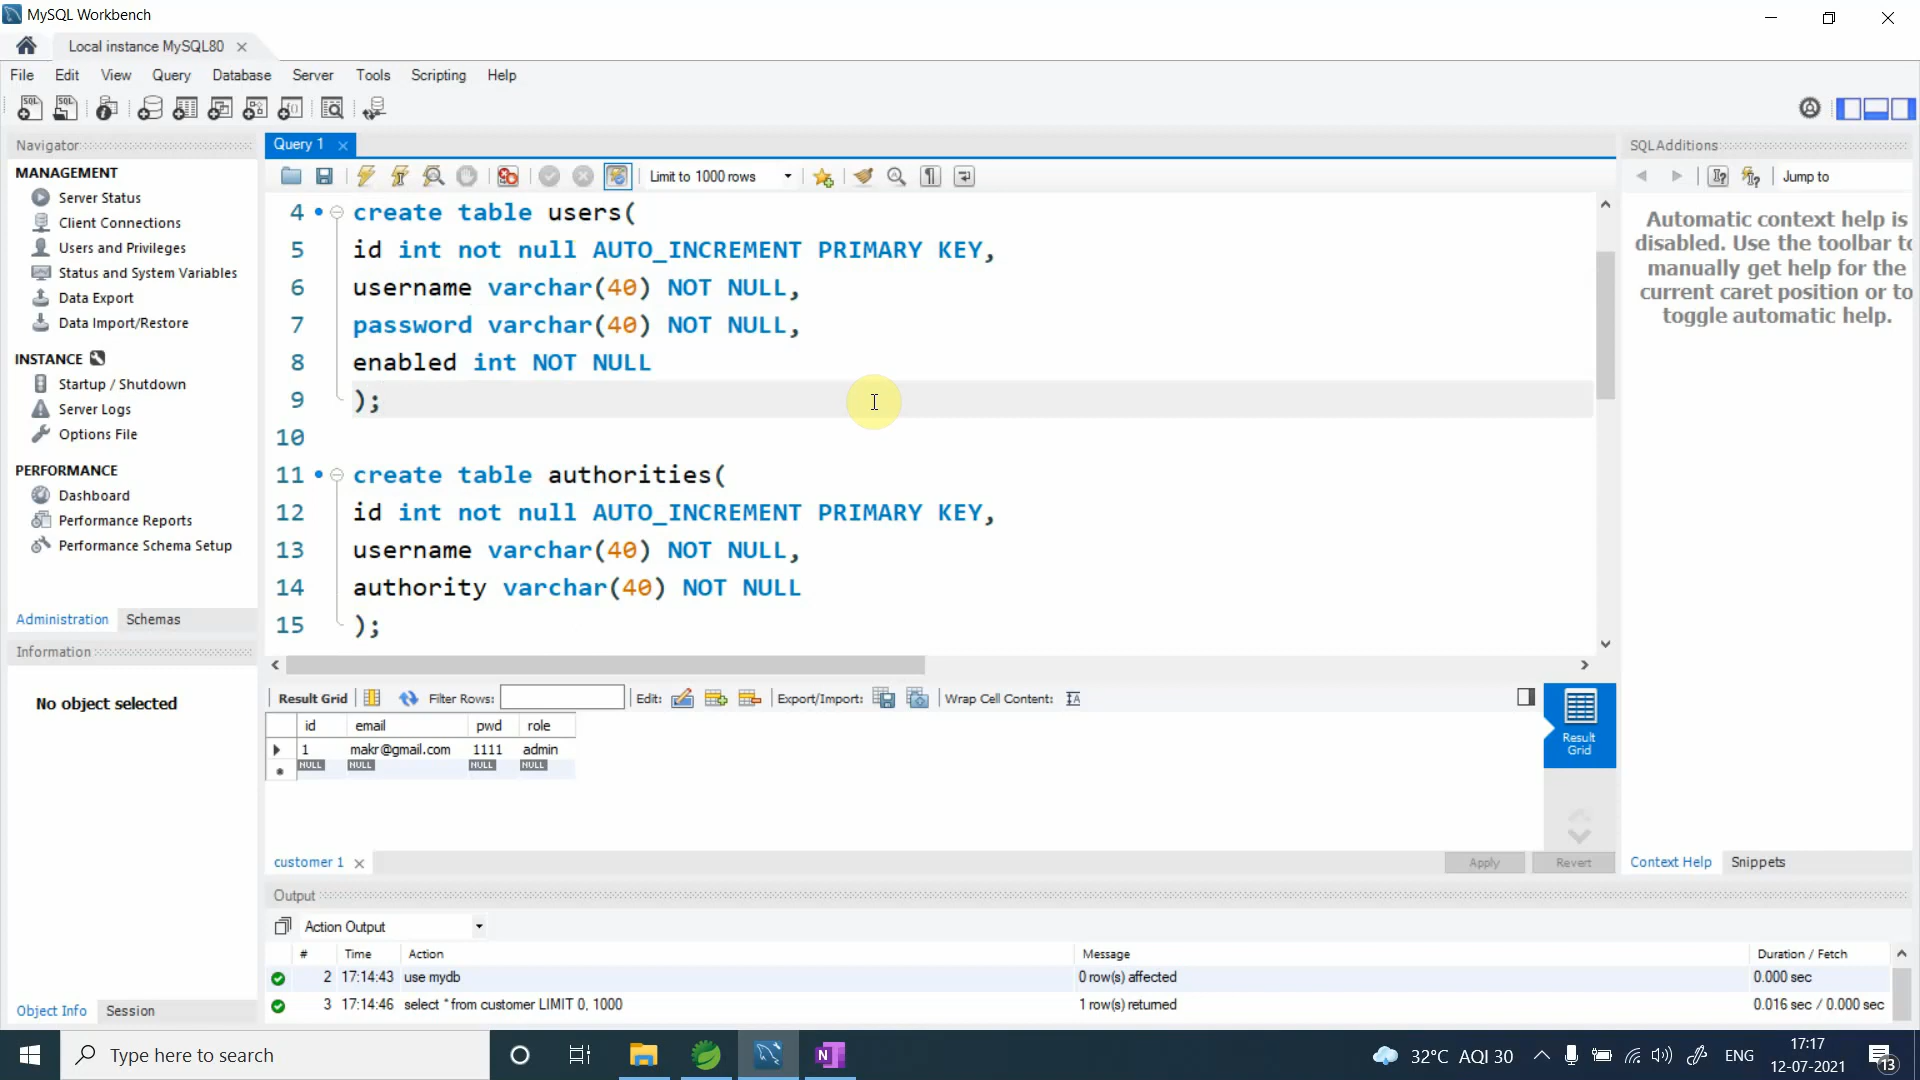 MySQL Workbench
Local instance MySQL80
File Edit View Query Database Server Tools Scripting Help
Navigator
MANAGEMENT
Server Status
Client Connections
Users and Privileges
Status and System Variables
Data Export
Data Import/Restore
INSTANCE
Startup / Shutdown
Server Logs
Options File
PERFORMANCE
Dashboard
Performance Reports
Performance Schema Setup
Administration Schemas
Information
No object selected
Object Info Session
Query 1
Limit to 1000 rows
4 create table users(
5 id int not null AUTO_INCREMENT PRIMARY KEY,
6 username varchar(40) NOT NULL,
7 password varchar(40) NOT NULL,
8 enabled int NOT NULL
9 );
10
11 create table authorities(
12 id int not null AUTO_INCREMENT PRIMARY KEY,
13 username varchar(40) NOT NULL,
14 authority varchar(40) NOT NULL
15 );
Result Grid Filter Rows: Edit: Export/Import: Wrap Cell Content:
id email pwd role
1 makr@gmail.com 1111 admin
NULL NULL NULL NULL
Result
Grid
customer 1
Apply Revert
SQLAdditions
Jump to
Automatic context help is
disabled. Use the toolbar to
manually get help for the
current caret position or to
toggle automatic help.
Context Help Snippets
Output
Action Output
# Time Action Message Duration / Fetch
2 17:14:43 use mydb 0 row(s) affected 0.000 sec
3 17:14:46 select * from customer LIMIT 0, 1000 1 row(s) returned 0.016 sec / 0.000 sec
Type here to search
32°C AQI 30
ENG
17:17
12-07-2021
13